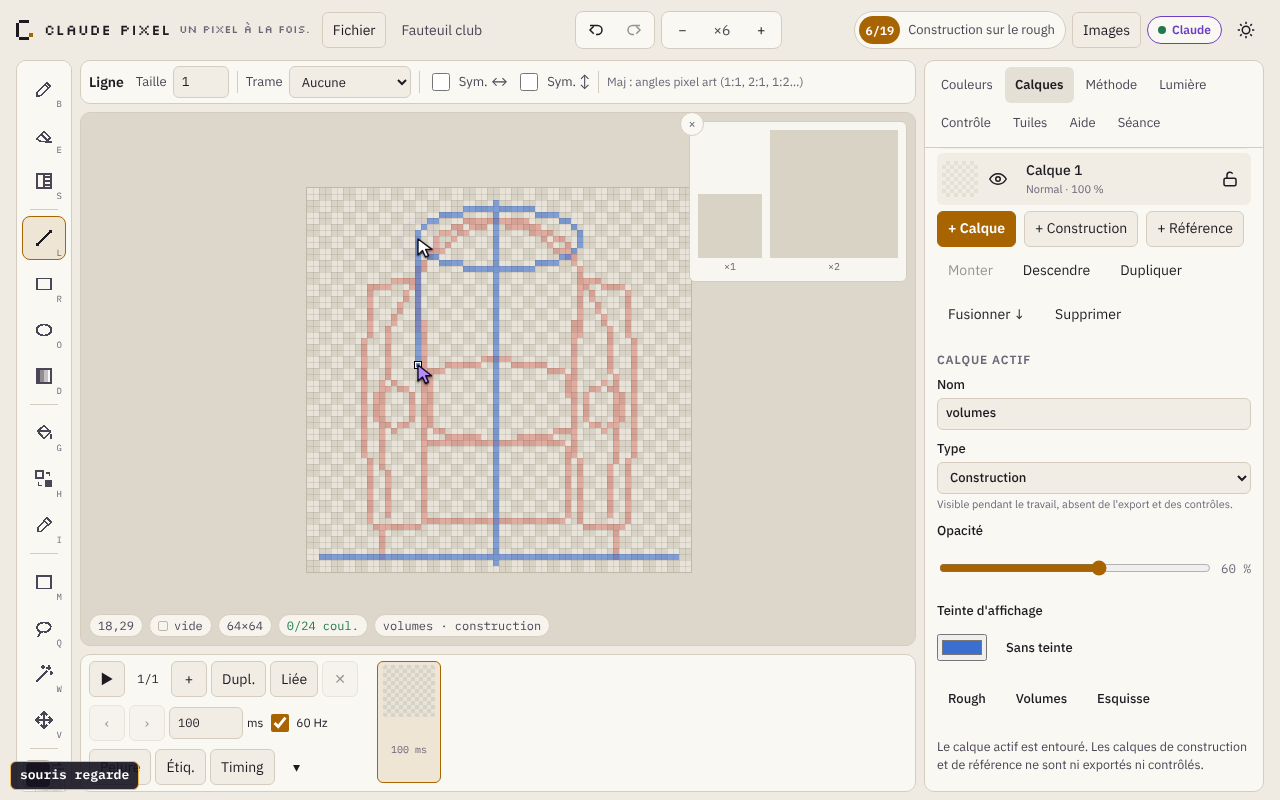 CLAUDE PIXEL UN PIXEL À LA FOIS. Fichier Fauteuil club − ×6 + 6/19 Construction sur le rough Images Claude
Ligne Taille 1 Trame Aucune Sym. ↔ Sym. ↕ Maj : angles pixel art (1:1, 2:1, 1:2…)
B
E
S
L
R
O
D
G
H
I
M
Q
W
V
×
×1 ×2
18,29 vide 64×64 0/24 coul. volumes · construction
1/1 + Dupl. Liée ×
‹ › 100 ms 60 Hz
100 ms
Étiq. Timing ▼
souris regarde
Couleurs Calques Méthode Lumière
Contrôle Tuiles Aide Séance
Calque 1
Normal · 100 %
+ Calque + Construction + Référence
Monter Descendre Dupliquer
Fusionner ↓ Supprimer
CALQUE ACTIF
Nom
volumes
Type
Construction
Visible pendant le travail, absent de l'export et des contrôles.
Opacité
60 %
Teinte d'affichage
Sans teinte
Rough Volumes Esquisse
Le calque actif est entouré. Les calques de construction
et de référence ne sont ni exportés ni contrôlés.